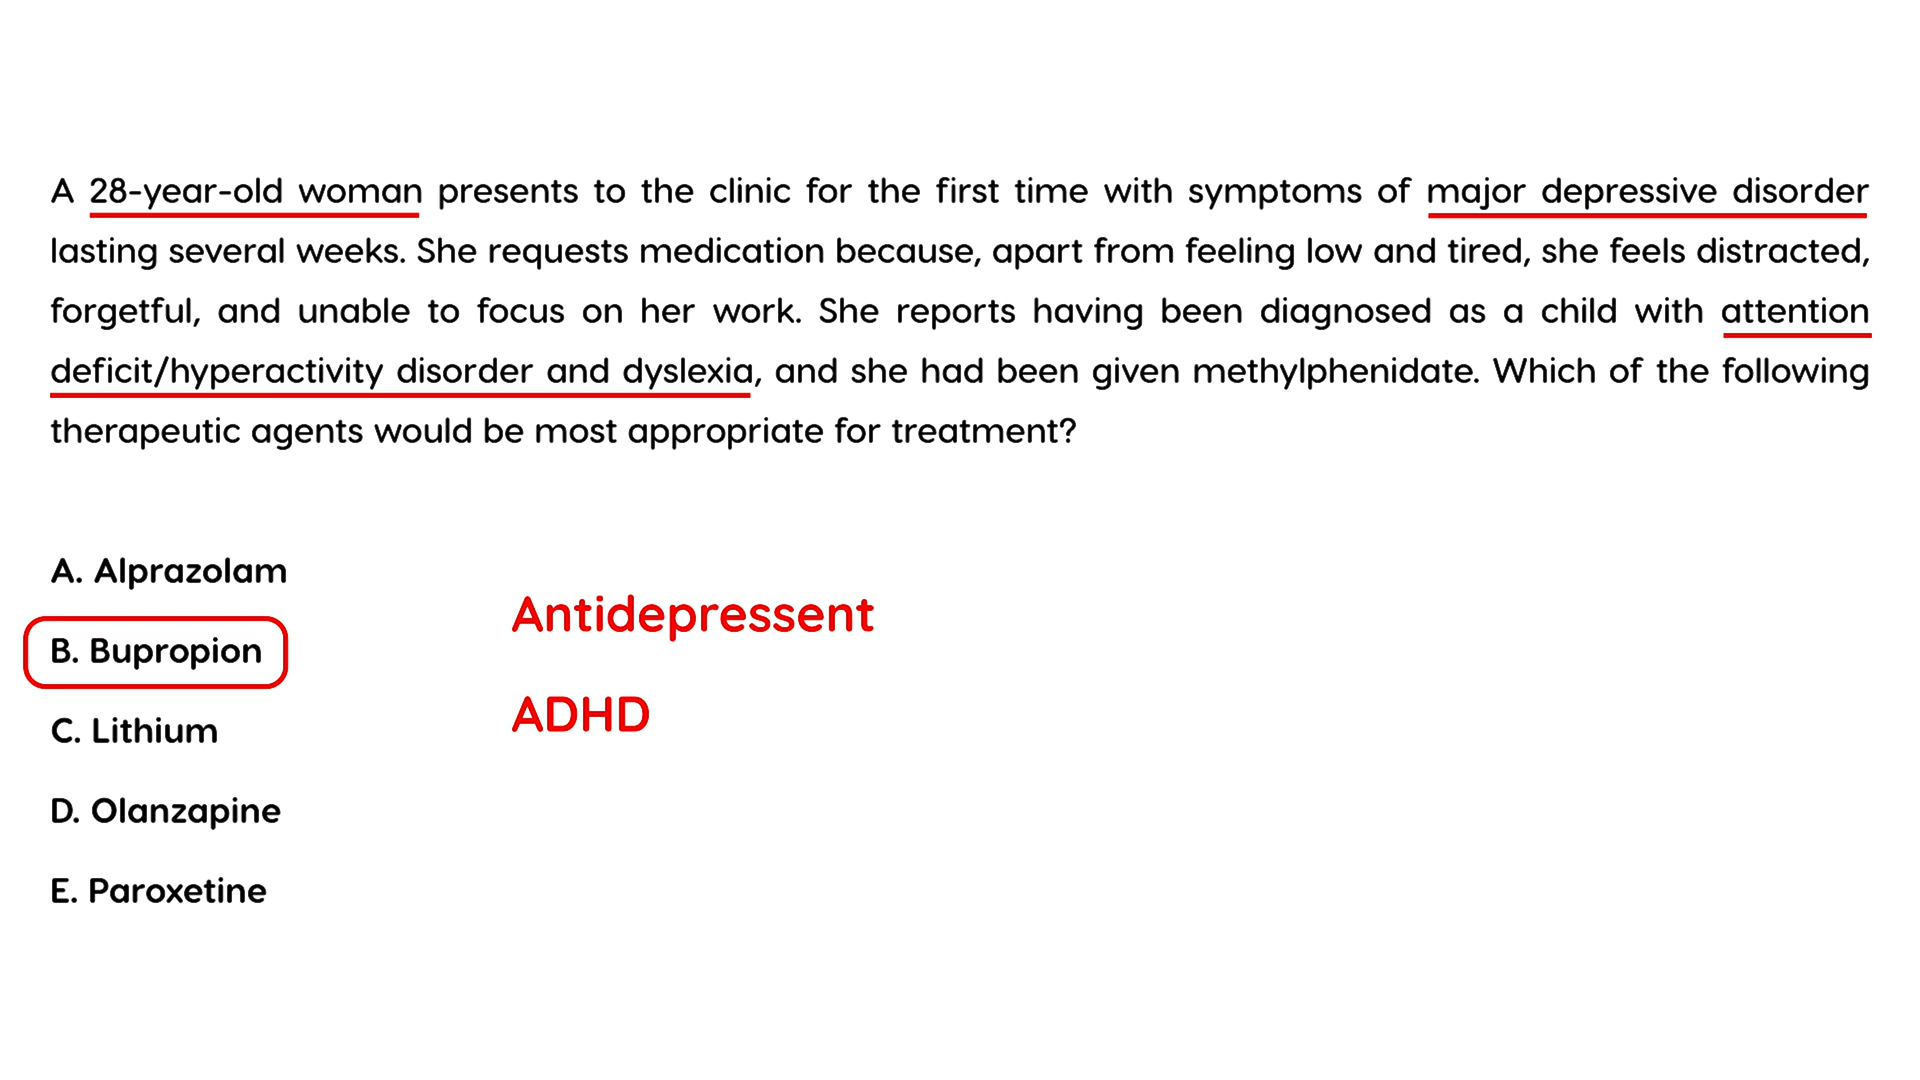 A 28-year-old woman presents to the clinic for the first time with symptoms of major depressive disorder
lasting several weeks. She requests medication because, apart from feeling low and tired, she feels distracted,
forgetful, and unable to focus on her work. She reports having been diagnosed as a child with attention
deficit/hyperactivity disorder and dyslexia, and she had been given methylphenidate. Which of the following
therapeutic agents would be most appropriate for treatment?
A. Alprazolam
B. Bupropion
C. Lithium
D. Olanzapine
E. Paroxetine
Antidepressent
ADHD